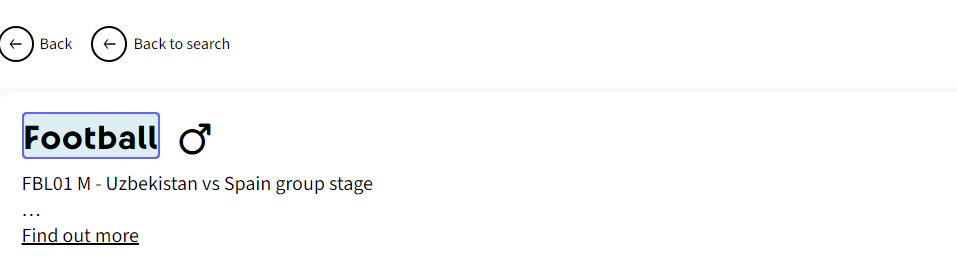 Back Back to search
Football
FBL01 M - Uzbekistan vs Spain group stage
...
Find out more